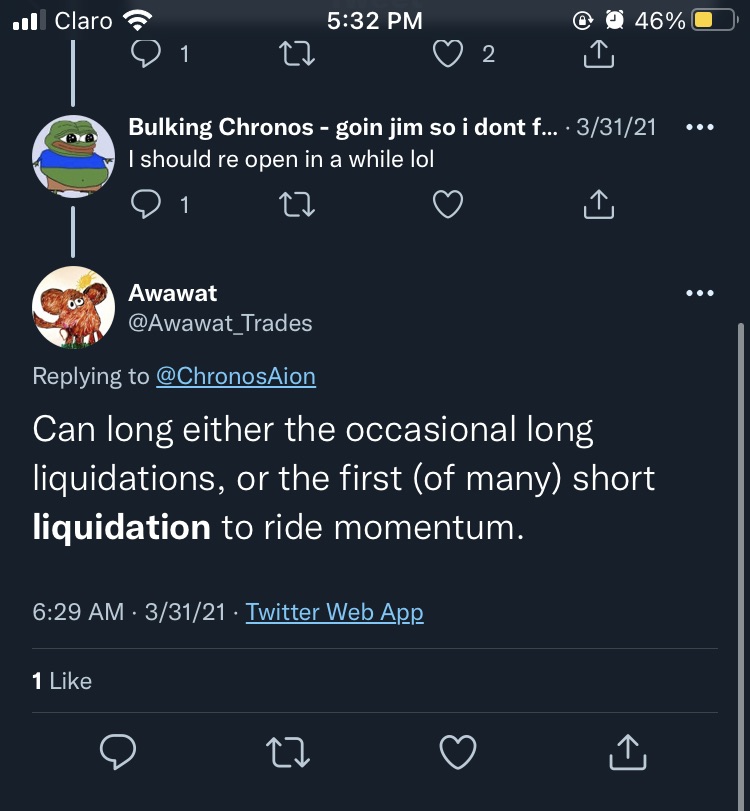 Claro 5:32 PM 46%
1 2
Bulking Chronos - goin jim so i dont f... · 3/31/21
I should re open in a while lol
1
Awawat
@Awawat_Trades
Replying to @ChronosAion
Can long either the occasional long
liquidations, or the first (of many) short
liquidation to ride momentum.
6:29 AM · 3/31/21 · Twitter Web App
1 Like